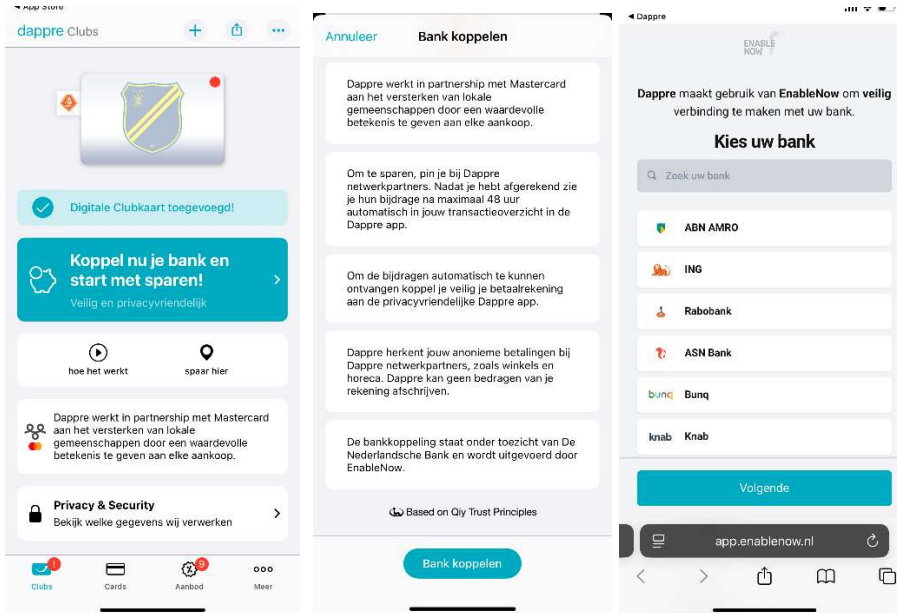 ◀ App Store
dappre Clubs
Digitale Clubkaart toegevoegd!
Koppel nu je bank en
start met sparen!
Veilig en privacyvriendelijk
hoe het werkt
spaar hier
Dappre werkt in partnership met Mastercard
aan het versterken van lokale
gemeenschappen door een waardevolle
betekenis te geven aan elke aankoop.
Privacy & Security
Bekijk welke gegevens wij verwerken
!
9
Clubs
Cards
Aanbod
Meer
Annuleer
Bank koppelen
Dappre werkt in partnership met Mastercard
aan het versterken van lokale
gemeenschappen door een waardevolle
betekenis te geven aan elke aankoop.
Om te sparen, pin je bij Dappre
netwerkpartners. Nadat je hebt afgerekend zie
je hun bijdrage na maximaal 48 uur
automatisch in jouw transactieoverzicht in de
Dappre app.
Om de bijdragen automatisch te kunnen
ontvangen koppel je veilig je betaalrekening
aan de privacyvriendelijke Dappre app.
Dappre herkent jouw anonieme betalingen bij
Dappre netwerkpartners, zoals winkels en
horeca. Dappre kan geen bedragen van je
rekening afschrijven.
De bankkoppeling staat onder toezicht van De
Nederlandsche Bank en wordt uitgevoerd door
EnableNow.
Based on Qiy Trust Principles
Bank koppelen
◀ Dappre
ENABLE
NOW
Dappre maakt gebruik van EnableNow om veilig
verbinding te maken met uw bank.
Kies uw bank
Zoek uw bank
ABN AMRO
ING
Rabobank
ASN Bank
bunq Bunq
knab Knab
Volgende
app.enablenow.nl